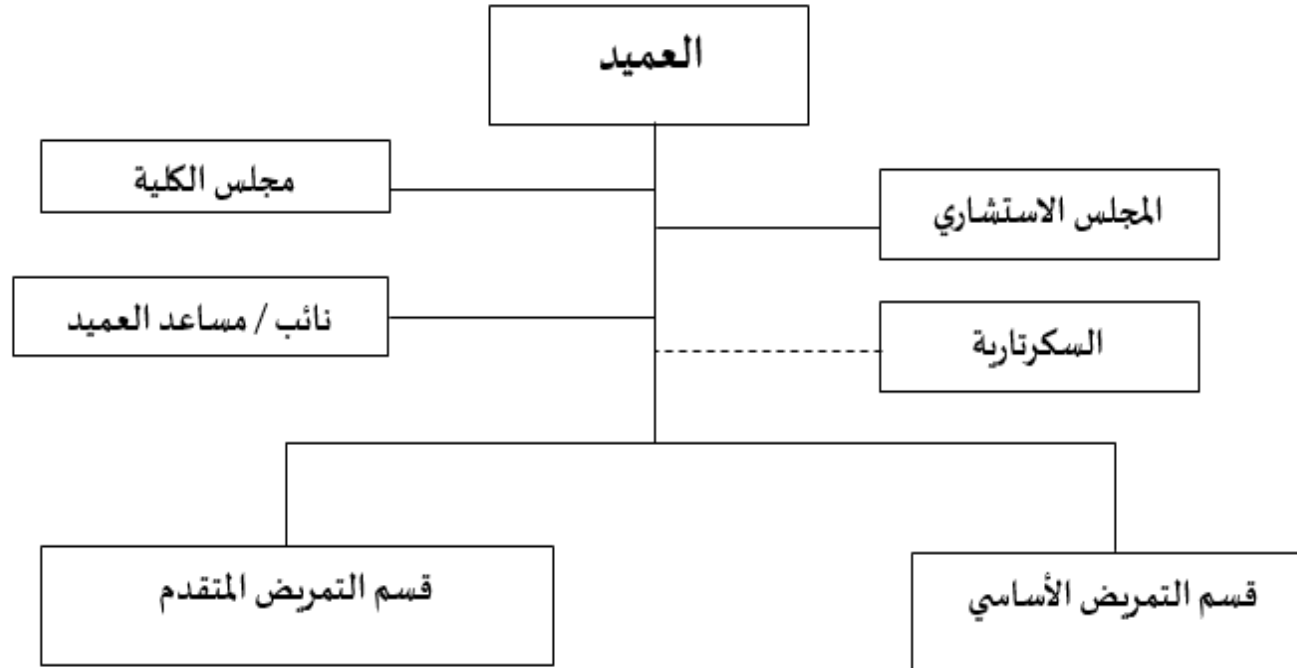 العميد
مجلس الكلية
المجلس الاستشاري
نائب / مساعد العميد
السكرتارية
قسم التمريض الأساسي
قسم التمريض المتقدم